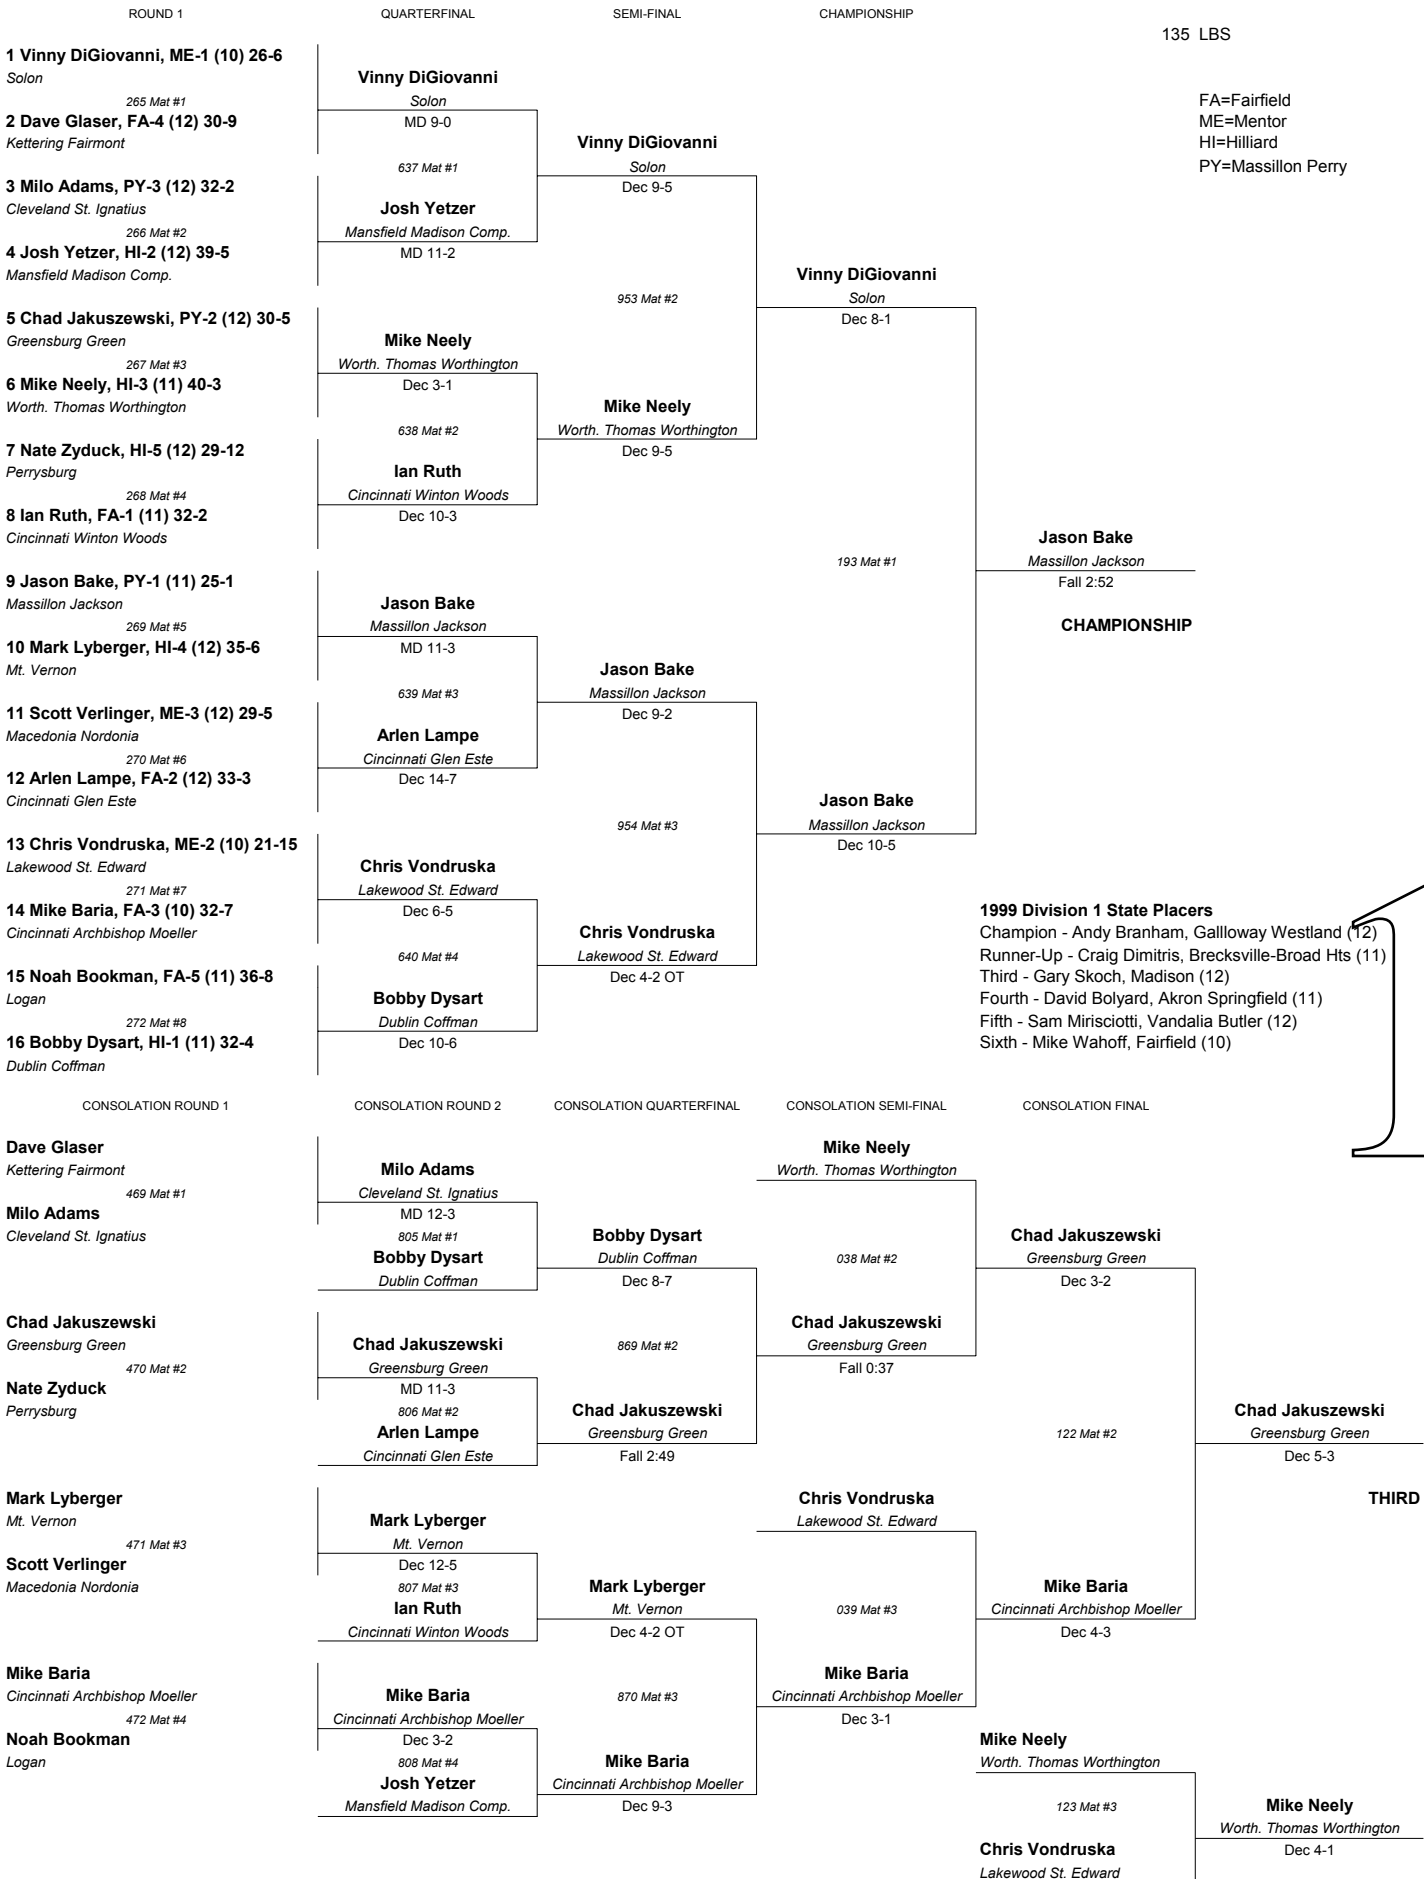 ROUND 1
QUARTERFINAL
SEMI-FINAL
CHAMPIONSHIP
135 LBS
FA=Fairfield
ME=Mentor
HI=Hilliard
PY=Massillon Perry
1 Vinny DiGiovanni, ME-1 (10) 26-6
Solon
265 Mat #1
2 Dave Glaser, FA-4 (12) 30-9
Kettering Fairmont
3 Milo Adams, PY-3 (12) 32-2
Cleveland St. Ignatius
266 Mat #2
4 Josh Yetzer, HI-2 (12) 39-5
Mansfield Madison Comp.
5 Chad Jakuszewski, PY-2 (12) 30-5
Greensburg Green
267 Mat #3
6 Mike Neely, HI-3 (11) 40-3
Worth. Thomas Worthington
7 Nate Zyduck, HI-5 (12) 29-12
Perrysburg
268 Mat #4
8 Ian Ruth, FA-1 (11) 32-2
Cincinnati Winton Woods
9 Jason Bake, PY-1 (11) 25-1
Massillon Jackson
269 Mat #5
10 Mark Lyberger, HI-4 (12) 35-6
Mt. Vernon
11 Scott Verlinger, ME-3 (12) 29-5
Macedonia Nordonia
270 Mat #6
12 Arlen Lampe, FA-2 (12) 33-3
Cincinnati Glen Este
13 Chris Vondruska, ME-2 (10) 21-15
Lakewood St. Edward
271 Mat #7
14 Mike Baria, FA-3 (10) 32-7
Cincinnati Archbishop Moeller
15 Noah Bookman, FA-5 (11) 36-8
Logan
272 Mat #8
16 Bobby Dysart, HI-1 (11) 32-4
Dublin Coffman
Vinny DiGiovanni
Solon
MD 9-0
637 Mat #1
Josh Yetzer
Mansfield Madison Comp.
MD 11-2
Mike Neely
Worth. Thomas Worthington
Dec 3-1
638 Mat #2
Ian Ruth
Cincinnati Winton Woods
Dec 10-3
Jason Bake
Massillon Jackson
MD 11-3
639 Mat #3
Arlen Lampe
Cincinnati Glen Este
Dec 14-7
Chris Vondruska
Lakewood St. Edward
Dec 6-5
640 Mat #4
Bobby Dysart
Dublin Coffman
Dec 10-6
Vinny DiGiovanni
Solon
Dec 9-5
953 Mat #2
Mike Neely
Worth. Thomas Worthington
Dec 9-5
Jason Bake
Massillon Jackson
Dec 9-2
954 Mat #3
Chris Vondruska
Lakewood St. Edward
Dec 4-2 OT
Vinny DiGiovanni
Solon
Dec 8-1
193 Mat #1
Jason Bake
Massillon Jackson
Dec 10-5
Jason Bake
Massillon Jackson
Fall 2:52
CHAMPIONSHIP
1999 Division 1 State Placers
Champion - Andy Branham, Gallloway Westland (12)
Runner-Up - Craig Dimitris, Brecksville-Broad Hts (11)
Third - Gary Skoch, Madison (12)
Fourth - David Bolyard, Akron Springfield (11)
Fifth - Sam Mirisciotti, Vandalia Butler (12)
Sixth - Mike Wahoff, Fairfield (10)
CONSOLATION ROUND 1
CONSOLATION ROUND 2
CONSOLATION QUARTERFINAL
CONSOLATION SEMI-FINAL
CONSOLATION FINAL
Dave Glaser
Kettering Fairmont
469 Mat #1
Milo Adams
Cleveland St. Ignatius
Chad Jakuszewski
Greensburg Green
470 Mat #2
Nate Zyduck
Perrysburg
Mark Lyberger
Mt. Vernon
471 Mat #3
Scott Verlinger
Macedonia Nordonia
Mike Baria
Cincinnati Archbishop Moeller
472 Mat #4
Noah Bookman
Logan
Milo Adams
Cleveland St. Ignatius
MD 12-3
805 Mat #1
Bobby Dysart
Dublin Coffman
Chad Jakuszewski
Greensburg Green
MD 11-3
806 Mat #2
Arlen Lampe
Cincinnati Glen Este
Mark Lyberger
Mt. Vernon
Dec 12-5
807 Mat #3
Ian Ruth
Cincinnati Winton Woods
Mike Baria
Cincinnati Archbishop Moeller
Dec 3-2
808 Mat #4
Josh Yetzer
Mansfield Madison Comp.
Bobby Dysart
Dublin Coffman
Dec 8-7
869 Mat #2
Chad Jakuszewski
Greensburg Green
Fall 2:49
Mark Lyberger
Mt. Vernon
Dec 4-2 OT
870 Mat #3
Mike Baria
Cincinnati Archbishop Moeller
Dec 9-3
Mike Neely
Worth. Thomas Worthington
038 Mat #2
Chad Jakuszewski
Greensburg Green
Fall 0:37
Chris Vondruska
Lakewood St. Edward
039 Mat #3
Mike Baria
Cincinnati Archbishop Moeller
Dec 3-1
Chad Jakuszewski
Greensburg Green
Dec 3-2
122 Mat #2
Mike Baria
Cincinnati Archbishop Moeller
Dec 4-3
Chad Jakuszewski
Greensburg Green
Dec 5-3
THIRD
Mike Neely
Worth. Thomas Worthington
123 Mat #3
Chris Vondruska
Lakewood St. Edward
Mike Neely
Worth. Thomas Worthington
Dec 4-1